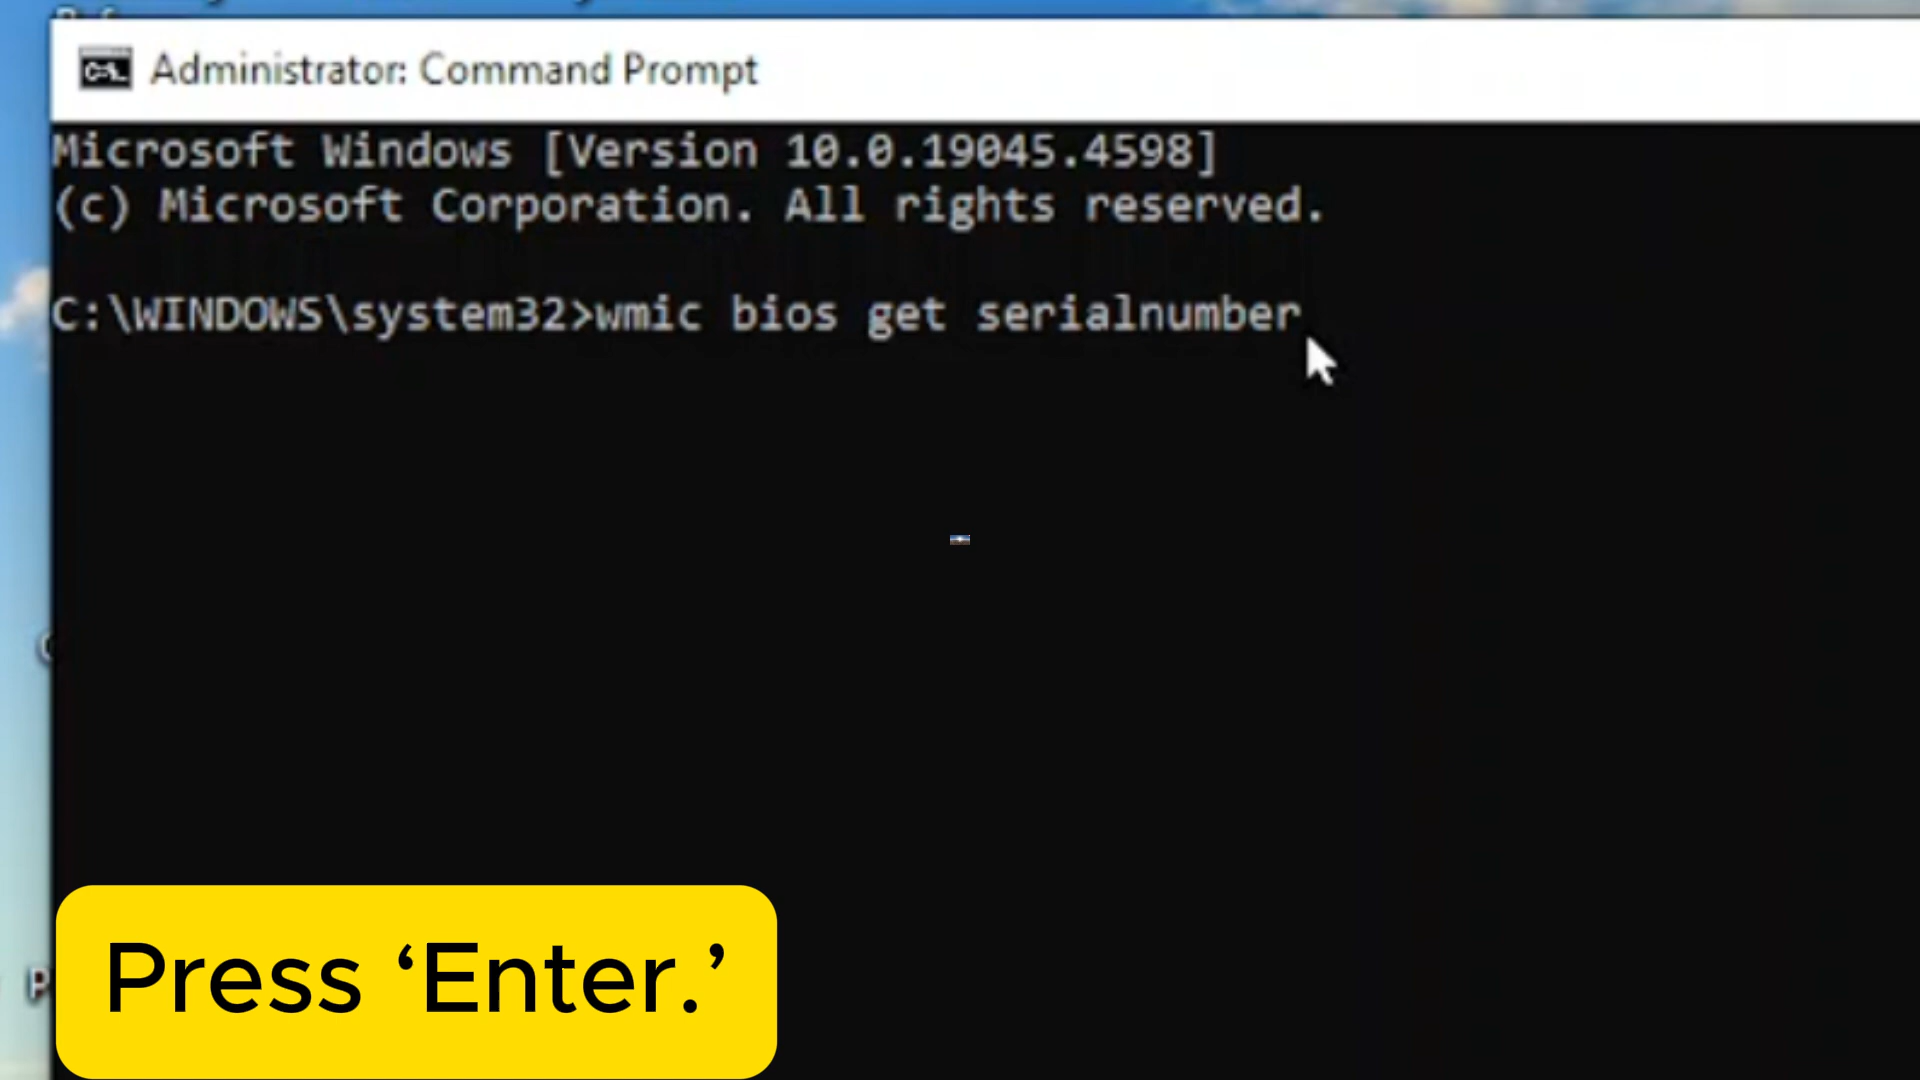 Administrator: Command Prompt
Microsoft Windows [Version 10.0.19045.4598]
(c) Microsoft Corporation. All rights reserved.
C:\WINDOWS\system32>wmic bios get serialnumber
Press ‘Enter.’